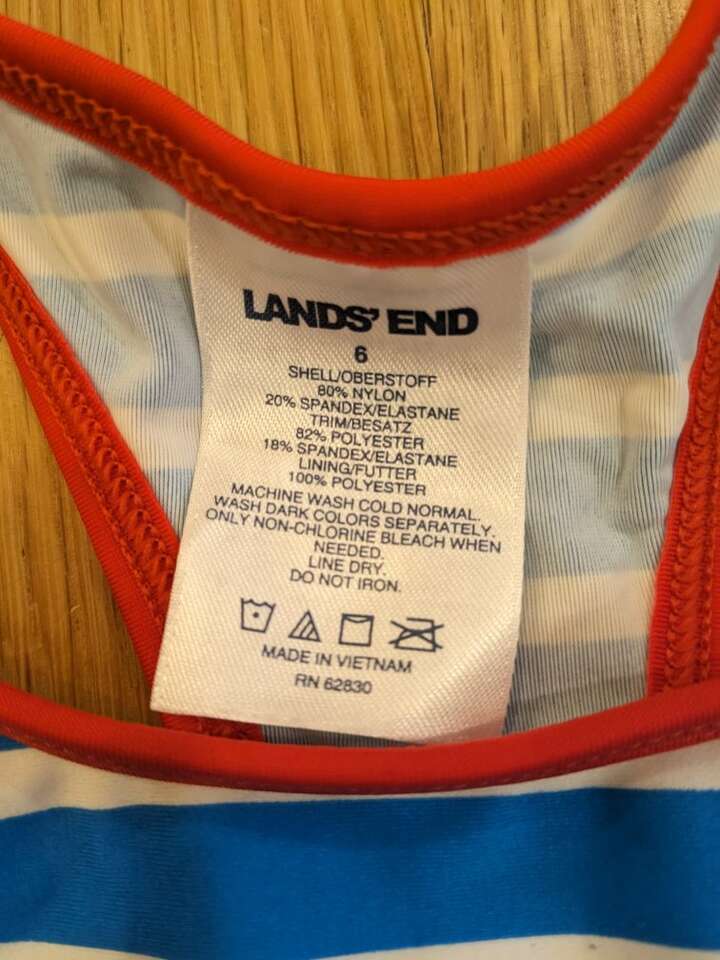 LANDS' END
6
SHELL/OBERSTOFF
80% NYLON
20% SPANDEX/ELASTANE
TRIM/BESATZ
82% POLYESTER
18% SPANDEX/ELASTANE
LINING/FUTTER
100% POLYESTER
MACHINE WASH COLD NORMAL.
WASH DARK COLORS SEPARATELY.
ONLY NON-CHLORINE BLEACH WHEN
NEEDED.
LINE DRY.
DO NOT IRON.
MADE IN VIETNAM
RN 62830